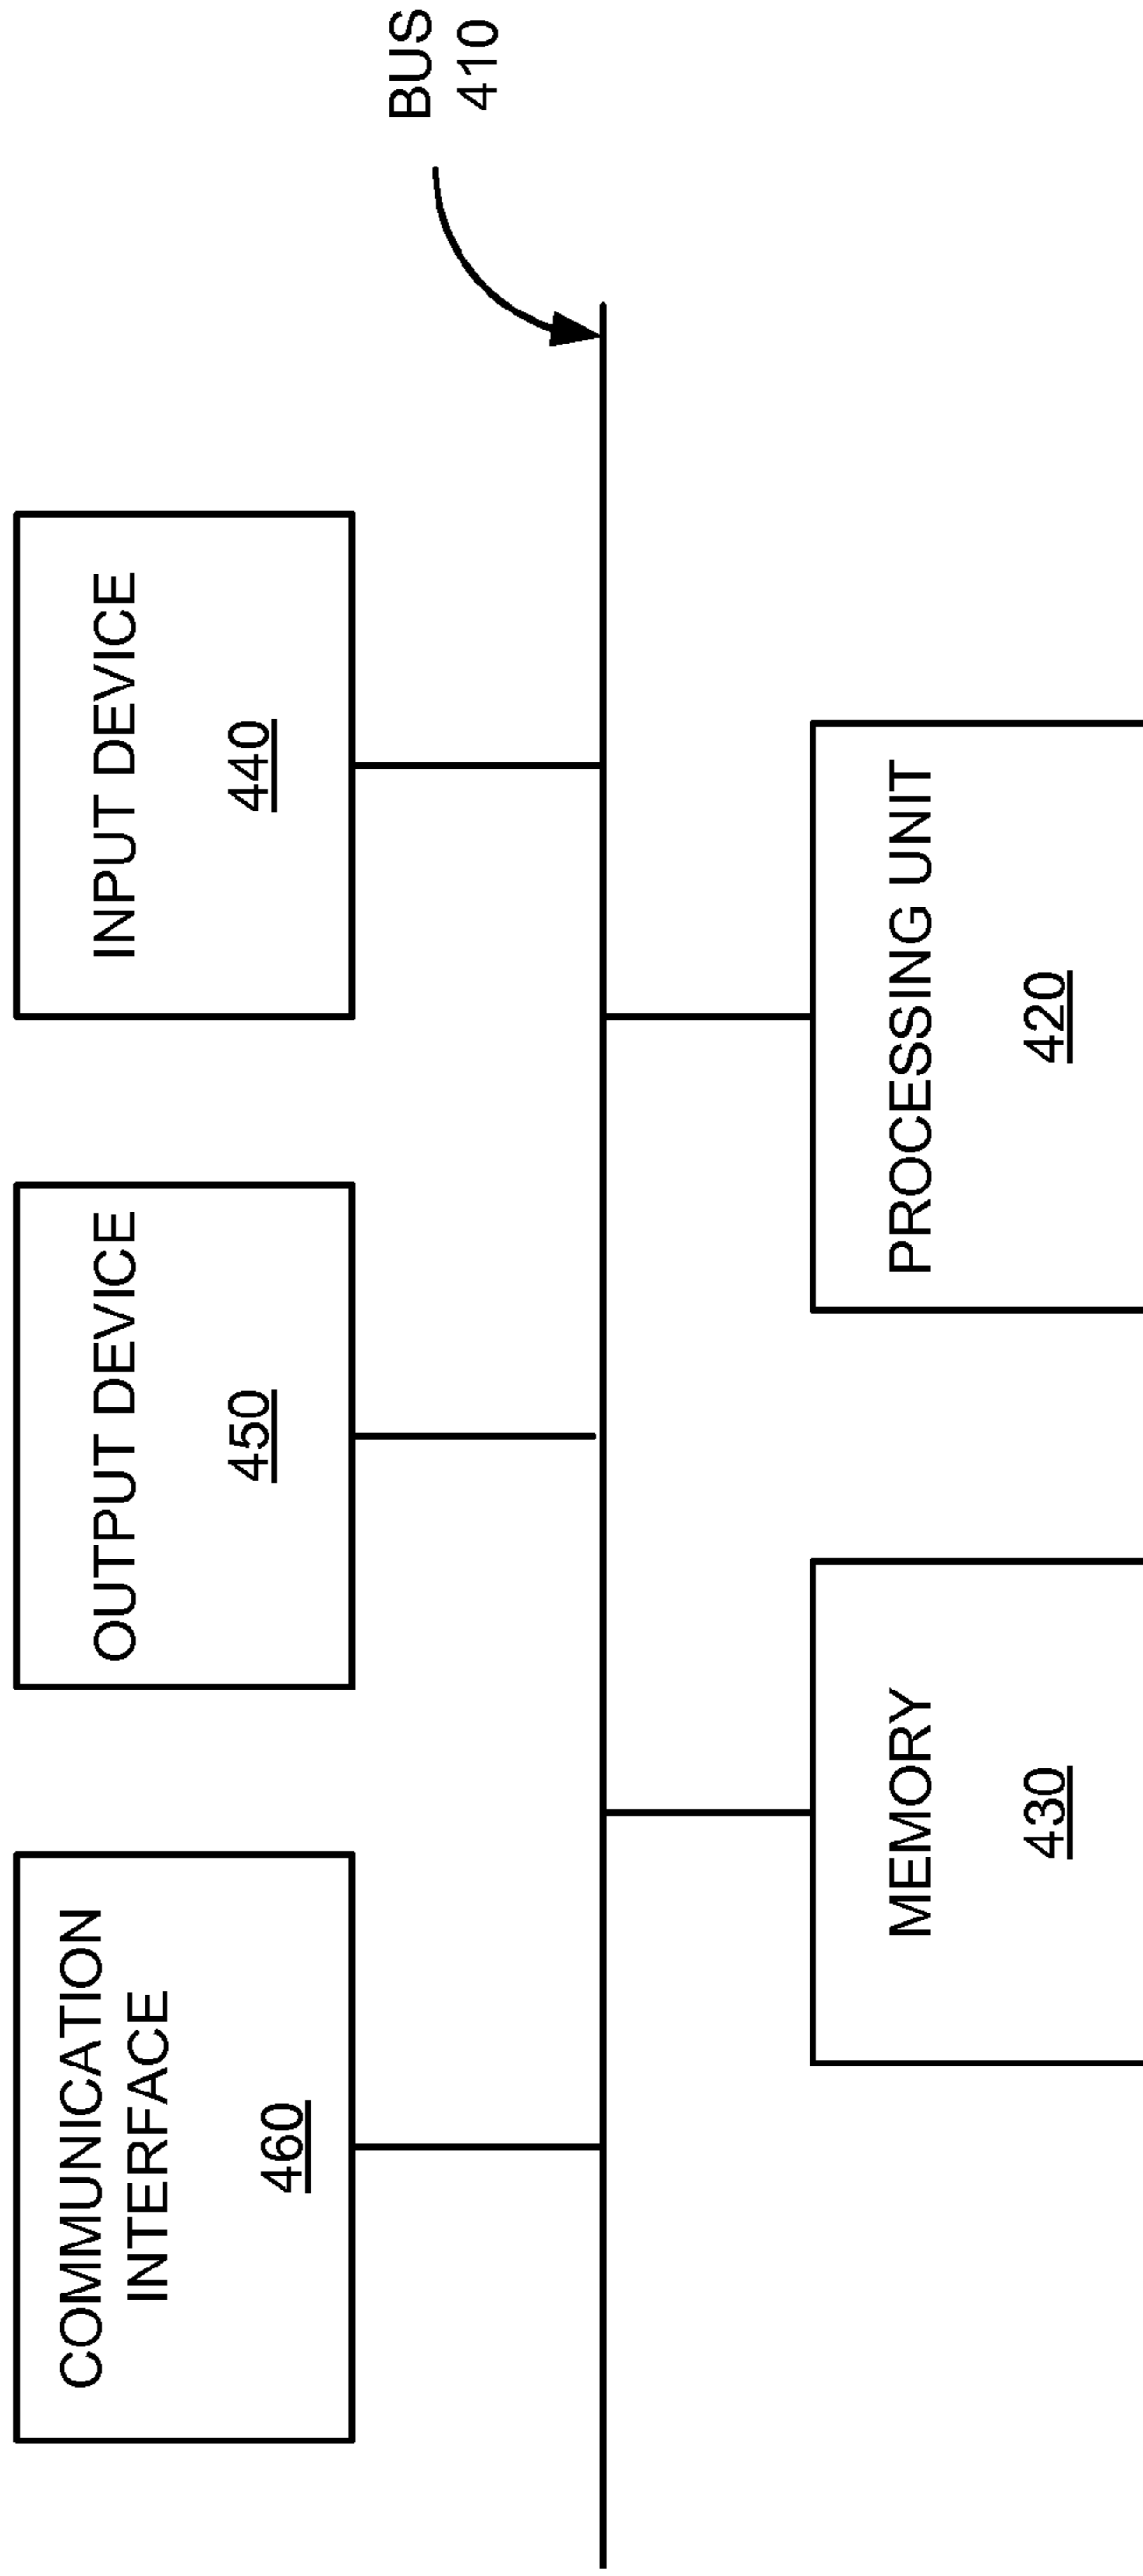 COMMUNICATION
INTERFACE
460
OUTPUT DEVICE
450
INPUT DEVICE
440
BUS
410
MEMORY
430
PROCESSING UNIT
420